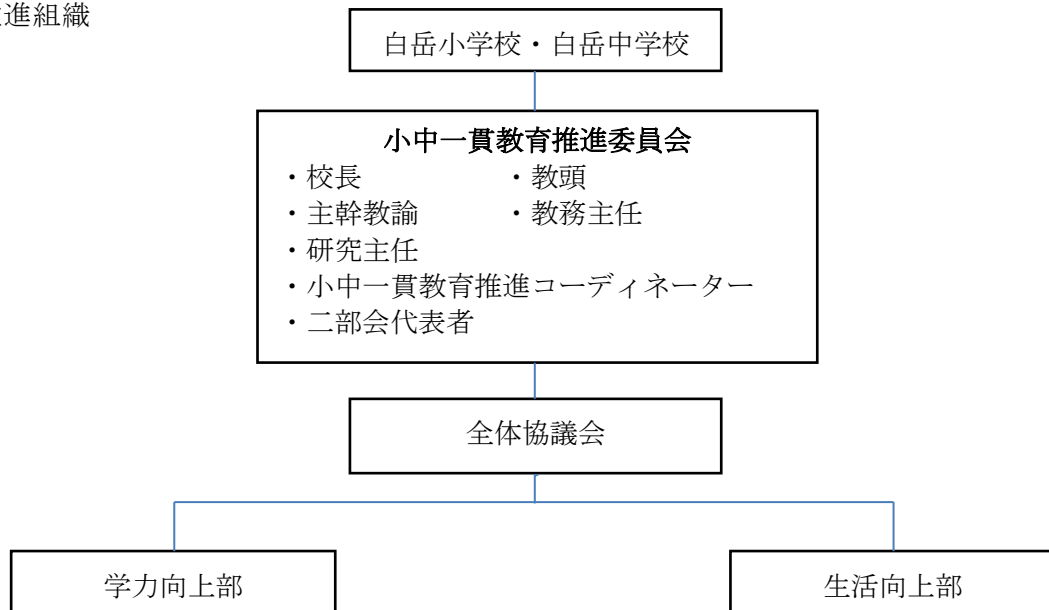 進組織
白岳小学校・白岳中学校
小中一貫教育推進委員会
・校長 ・教頭
・主幹教諭 ・教務主任
・研究主任
・小中一貫教育推進コーディネーター
・二部会代表者
全体協議会
学力向上部 生活向上部